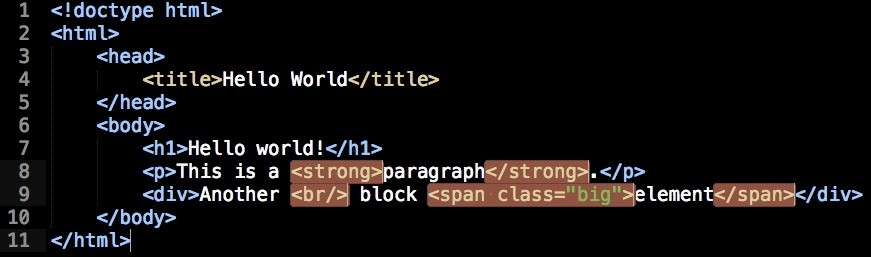 1 <!doctype html>
2 <html>
3     <head>
4         <title>Hello World</title>
5     </head>
6     <body>
7         <h1>Hello world!</h1>
8         <p>This is a <strong>paragraph</strong>.</p>
9         <div>Another <br/> block <span class="big">element</span></div>
10     </body>
11 </html>